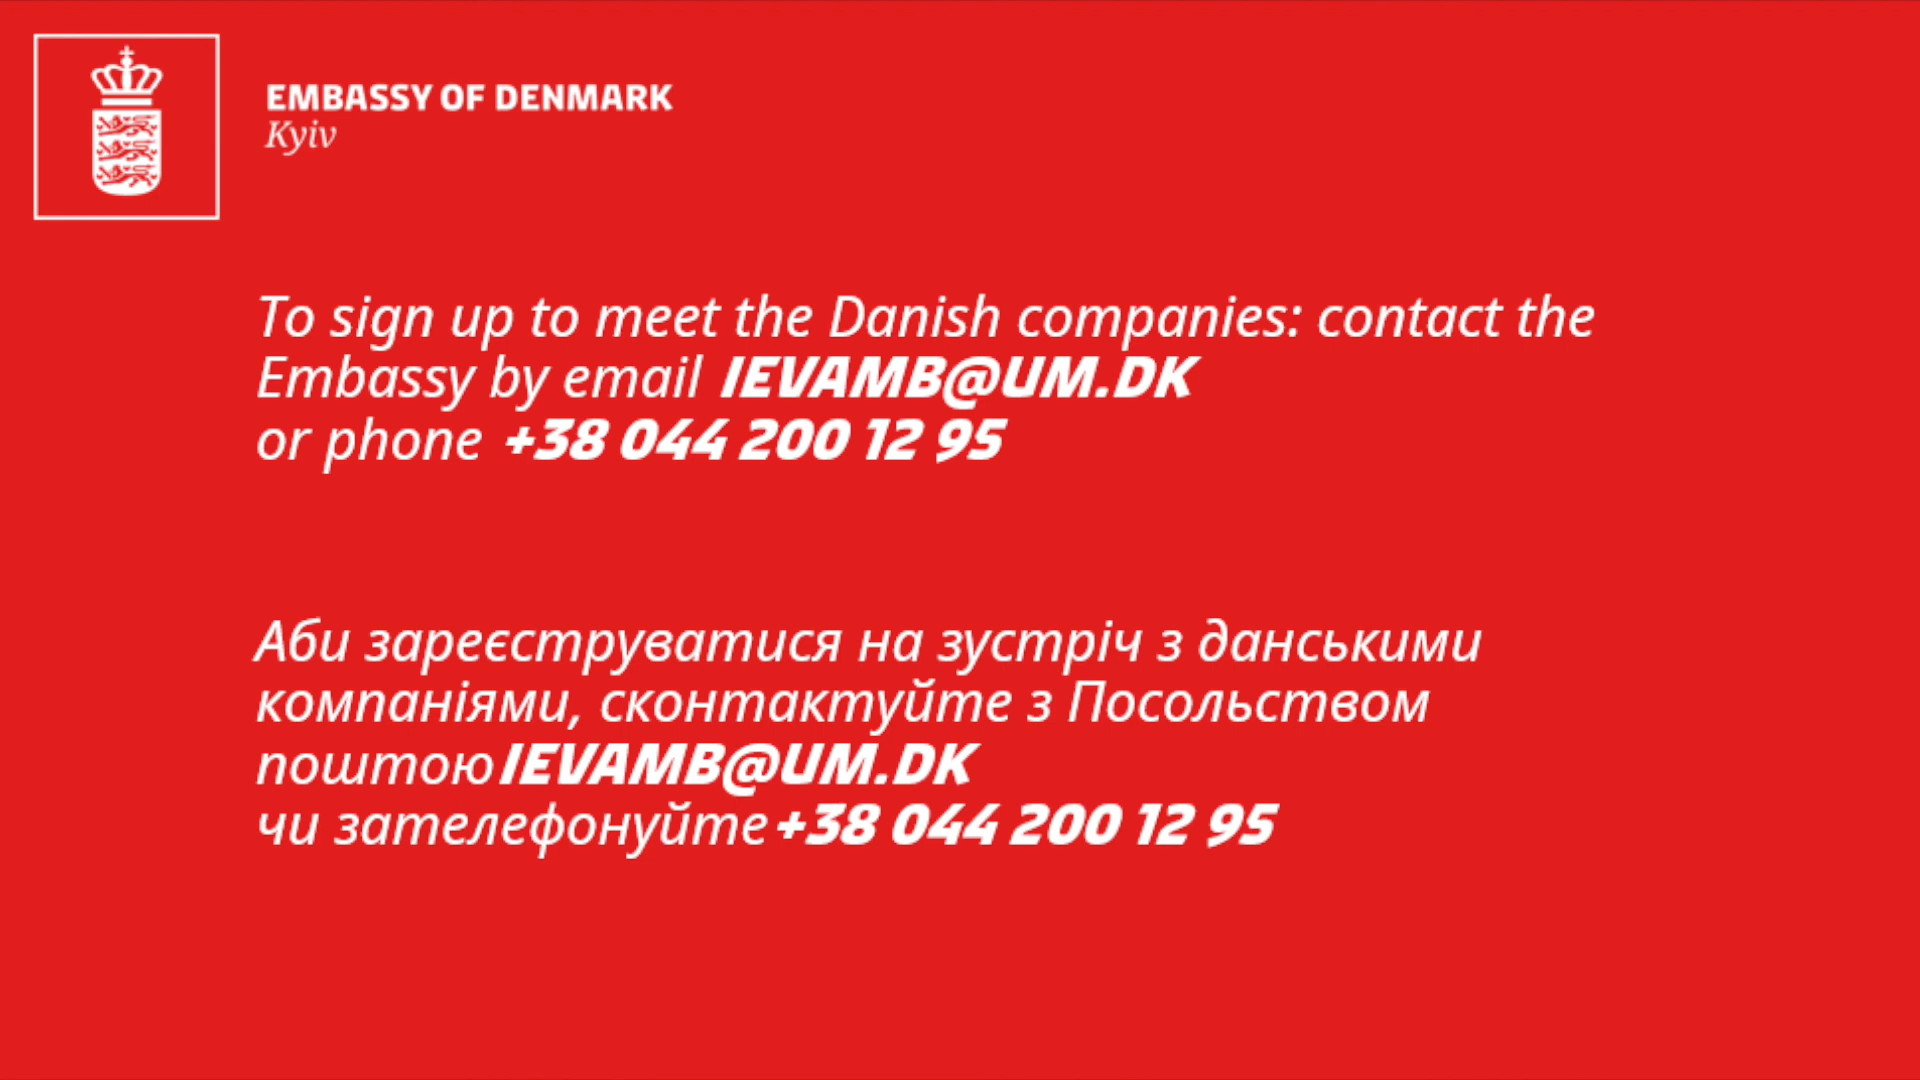 EMBASSY OF DENMARK
Kyiv
To sign up to meet the Danish companies: contact the
Embassy by email IEVAMB@UM.DK
or phone +38 044 200 12 95
Аби зареєструватися на зустріч з данськими
компаніями, сконтактуйте з Посольством
поштою IEVAMB@UM.DK
чи зателефонуйте +38 044 200 12 95